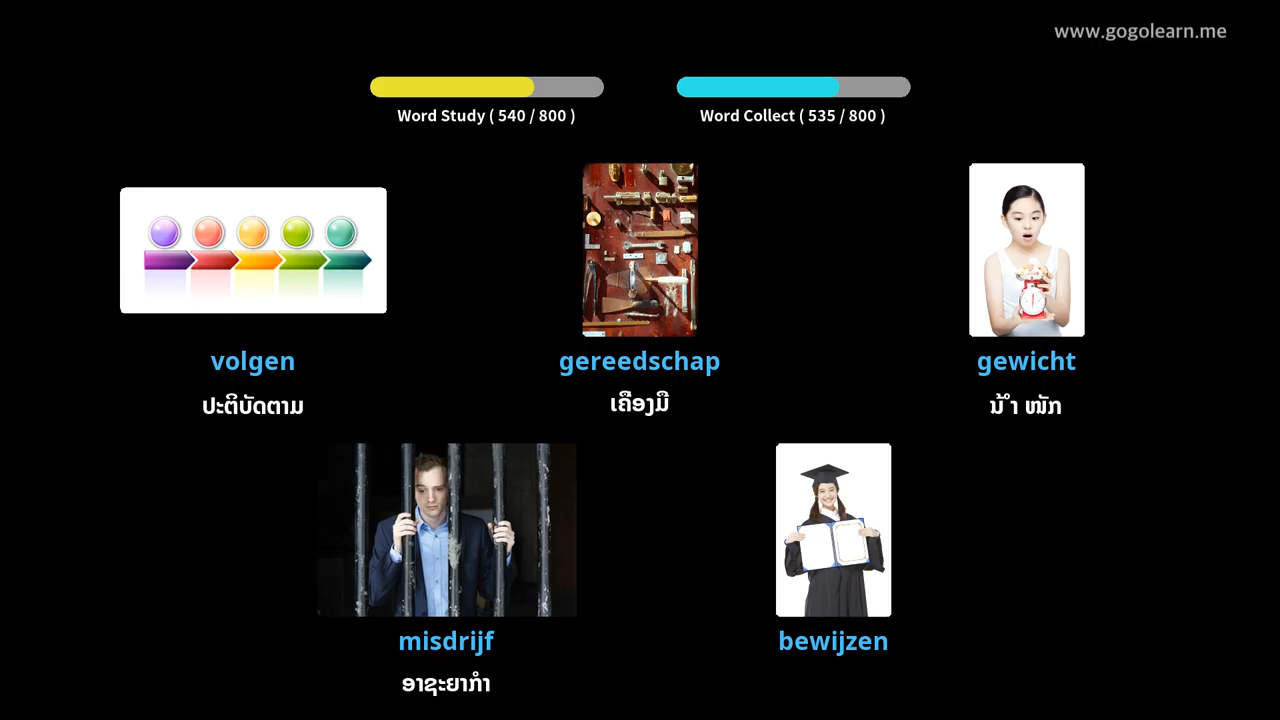 www.gogolearn.me
Word Study ( 540 / 800 )
Word Collect ( 535 / 800 )
volgen
gereedschap
gewicht
ປະຕິບັດຕາມ
ເຄື່ອງມື
ນ້ ຳ ໜັກ
misdrijf
bewijzen
ອາຊະຍາກໍາ